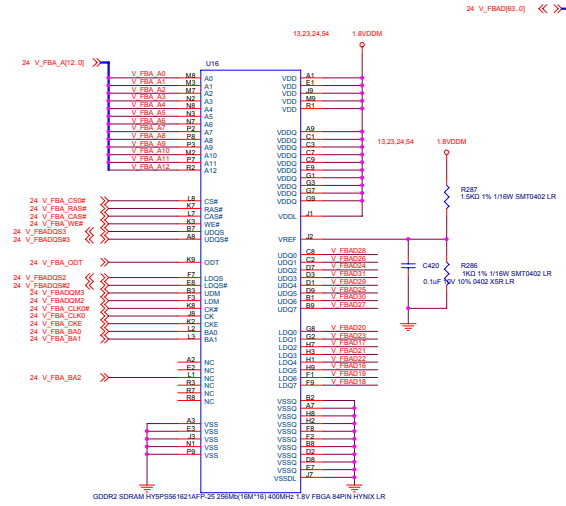 24 V_FBAD[63..0]
13,23,24,54 1.8VDDM
24 V_FBA_A[12..0]
U16
V_FBA_A0 M8 A0 VDD A1
V_FBA_A1 M3 A1 VDD E1
V_FBA_A2 M7 A2 VDD J9
V_FBA_A3 N2 A3 VDD M9
V_FBA_A4 N8 A4 VDD R1
V_FBA_A5 N3 A5
V_FBA_A6 N7 A6
V_FBA_A7 P2 A7 VDDQ A9
V_FBA_A8 P8 A8 VDDQ C1
V_FBA_A9 P3 A9 VDDQ C3
V_FBA_A10 M2 A10 VDDQ C7
V_FBA_A11 P7 A11 VDDQ C9
V_FBA_A12 R2 A12 VDDQ E9
VDDQ G1
VDDQ G3
VDDQ G7
VDDQ G9
13,23,24,54 1.8VDDM
24 V_FBA_CS0# L8 CS#
24 V_FBA_RAS# K7 RAS#
24 V_FBA_CAS# L7 CAS# VDDL J1
24 V_FBA_WE# K3 WE#
24 V_FBADQS3 B7 UDQS
24 V_FBADQS#3 A8 UDQS# VREF J2
R287
1.5KΩ 1% 1/16W SMT0402 LR
24 V_FBA_ODT K9 ODT
UDQ0 C8 V_FBAD28
UDQ1 C2 V_FBAD26
UDQ2 D7 V_FBAD24
UDQ3 D3 V_FBAD31
UDQ4 D1 V_FBAD29
UDQ5 D9 V_FBAD25
UDQ6 B1 V_FBAD30
UDQ7 B9 V_FBAD27
C420
0.1uF 10V 10% 0402 X5R LR
R286
1KΩ 1% 1/16W SMT0402 LR
24 V_FBADQS2 F7 LDQS
24 V_FBADQS#2 E8 LDQS#
24 V_FBADQM3 B3 UDM
24 V_FBADQM2 F3 LDM
24 V_FBA_CLK0# K8 CK#
24 V_FBA_CLK0 J8 CK
24 V_FBA_CKE K2 CKE
24 V_FBA_BA0 L2 BA0
24 V_FBA_BA1 L3 BA1
LDQ0 G8 V_FBAD20
LDQ1 G2 V_FBAD23
LDQ2 H7 V_FBAD17
LDQ3 H3 V_FBAD21
LDQ4 H1 V_FBAD22
LDQ5 H9 V_FBAD16
LDQ6 F1 V_FBAD19
LDQ7 F9 V_FBAD18
A2 NC
E2 NC
24 V_FBA_BA2 L1 NC
R3 NC
R7 NC
R8 NC
VSSQ B2
VSSQ A7
VSSQ H8
VSSQ H2
VSSQ F8
VSSQ F2
VSSQ B8
VSSQ D2
VSSQ D8
VSSQ E7
VSSDL J7
A3 VSS
E3 VSS
J3 VSS
N1 VSS
P9 VSS
GDDR2 SDRAM HY5PS561621AFP-25 256Mb(16M*16) 400MHz 1.8V FBGA 84PIN HYNIX LR